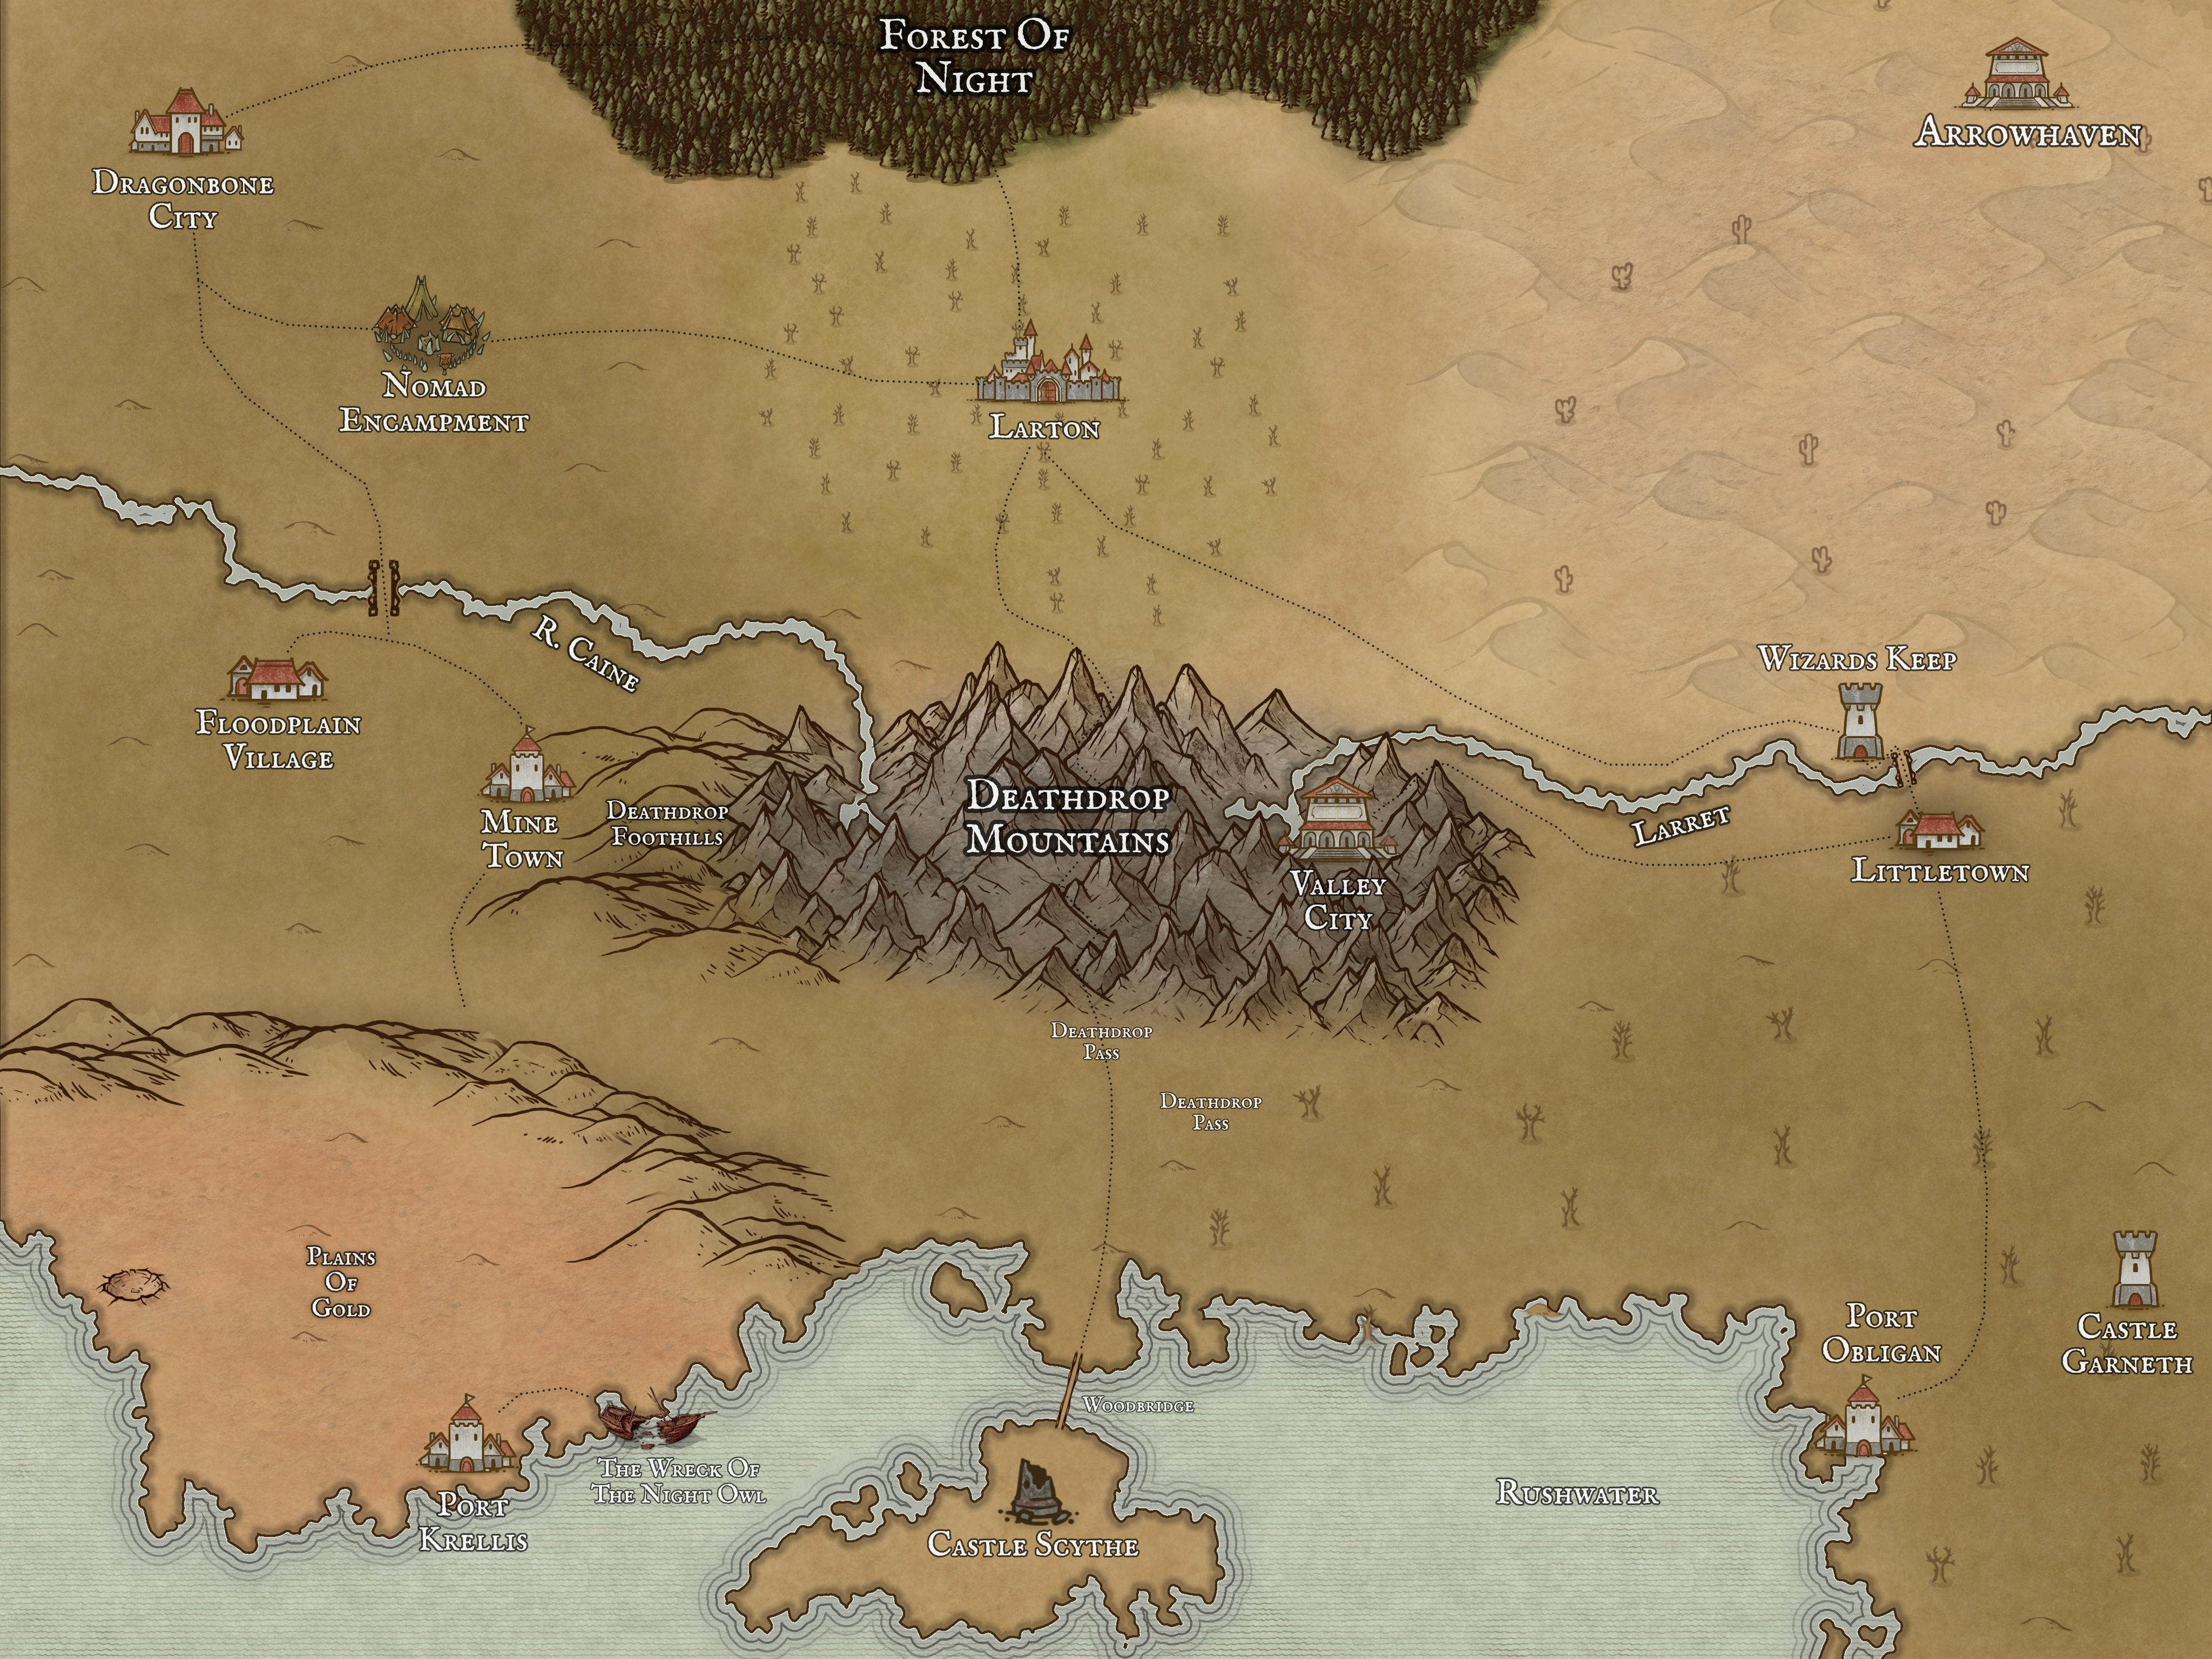 Forest Of
Night
Arrowhaven
Dragonbone
City
Nomad
Encampment
Larton
R. Caine
Wizards Keep
Floodplain
Village
Mine
Town
Deathdrop
Foothills
Deathdrop
Mountains
Valley
City
Larret
Littletown
Deathdrop
Pass
Deathdrop
Pass
Plains
Of
Gold
Port
Obligan
Castle
Garneth
Woodbridge
The Wreck Of
The Night Owl
Port
Krellis
Castle Scythe
Rushwater